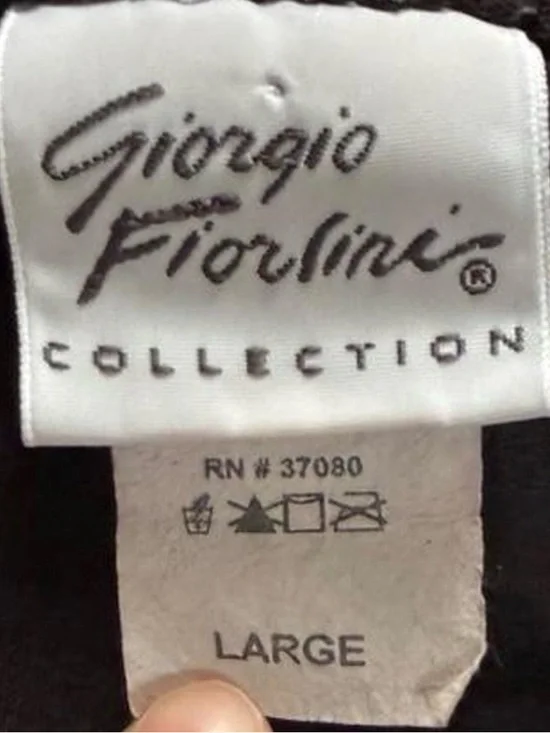 Giorgio
Fiorlini®
COLLECTION
RN # 37080
LARGE